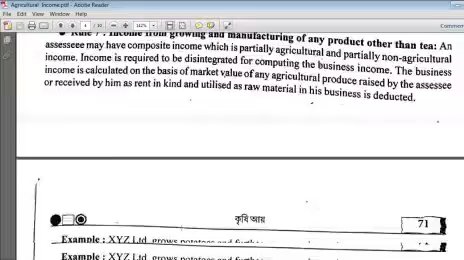 Agricultural Income.pdf - Adobe Reader
File Edit View Window Help
Comment
Rule 7 : Income from growing and manufacturing of any product other than tea: An
assessee may have composite income which is partially agricultural and partially non-agricultural
income. Income is required to be disintegrated for computing the business income. The business
income is calculated on the basis of market value of any agricultural produce raised by the assessee
or received by him as rent in kind and utilised as raw material in his business is deducted.
কৃষি আয়
71
Example : XYZ Ltd. grows potatoes and
Example : XYZ Ltd. grows potatoes and